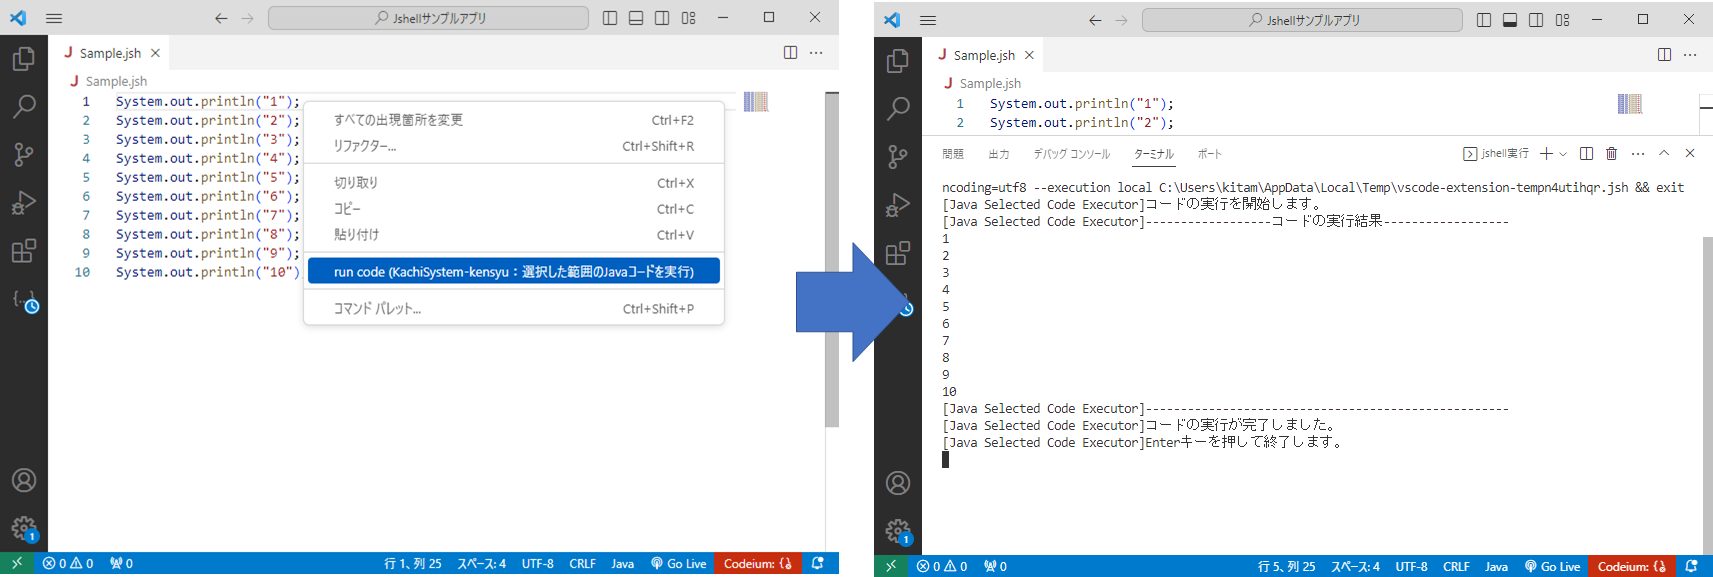 Jshellサンプルアプリ
Sample.jsh
Sample.jsh
1 System.out.println("1");
2 System.out.println("2");
3 System.out.println("3");
4 System.out.println("4");
5 System.out.println("5");
6 System.out.println("6");
7 System.out.println("7");
8 System.out.println("8");
9 System.out.println("9");
10 System.out.println("10")
すべての出現箇所を変更 Ctrl+F2
リファクター... Ctrl+Shift+R
切り取り Ctrl+X
コピー Ctrl+C
貼り付け Ctrl+V
run code (KachiSystem-kensyu：選択した範囲のJavaコードを実行)
コマンド パレット... Ctrl+Shift+P
1
0 0 0 行 1、列 25 スペース: 4 UTF-8 CRLF Java Go Live Codeium: {}
Jshellサンプルアプリ
Sample.jsh
Sample.jsh
1 System.out.println("1");
2 System.out.println("2");
問題 出力 デバッグ コンソール ターミナル ポート jshell実行
ncoding=utf8 --execution local C:\Users\kitam\AppData\Local\Temp\vscode-extension-tempn4utihqr.jsh && exit
[Java Selected Code Executor]コードの実行を開始します。
[Java Selected Code Executor]------------------コードの実行結果------------------
1
2
3
4
5
6
7
8
9
10
[Java Selected Code Executor]----------------------------------------------------
[Java Selected Code Executor]コードの実行が完了しました。
[Java Selected Code Executor]Enterキーを押して終了します。
1
0 0 0 行 5、列 25 スペース: 4 UTF-8 CRLF Java Go Live Codeium: {}